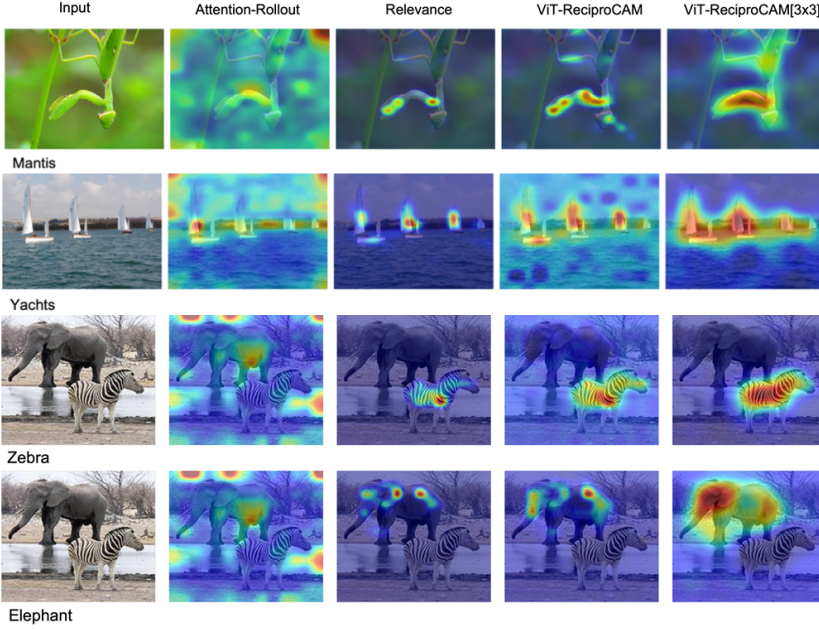 Input Attention-Rollout Relevance ViT-ReciproCAM ViT-ReciproCAM[3x3]
Mantis
Yachts
Zebra
Elephant